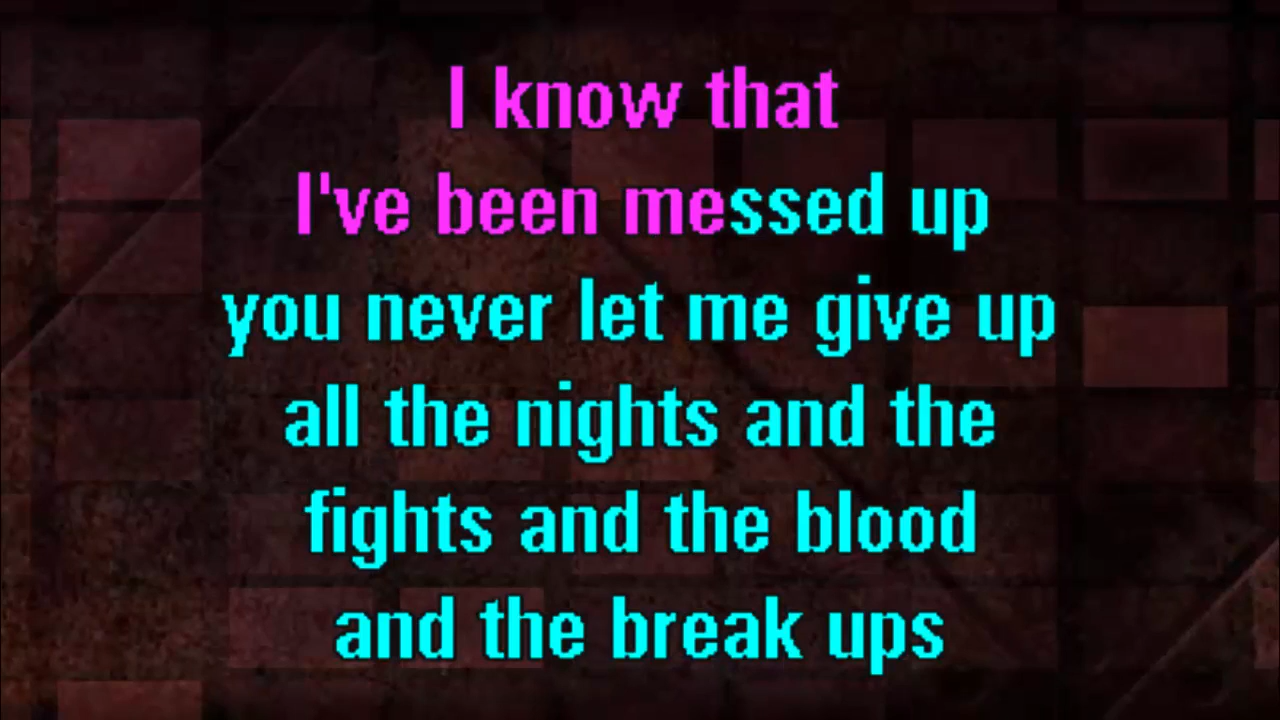 I know that
I've been messed up
you never let me give up
all the nights and the
fights and the blood
and the break ups